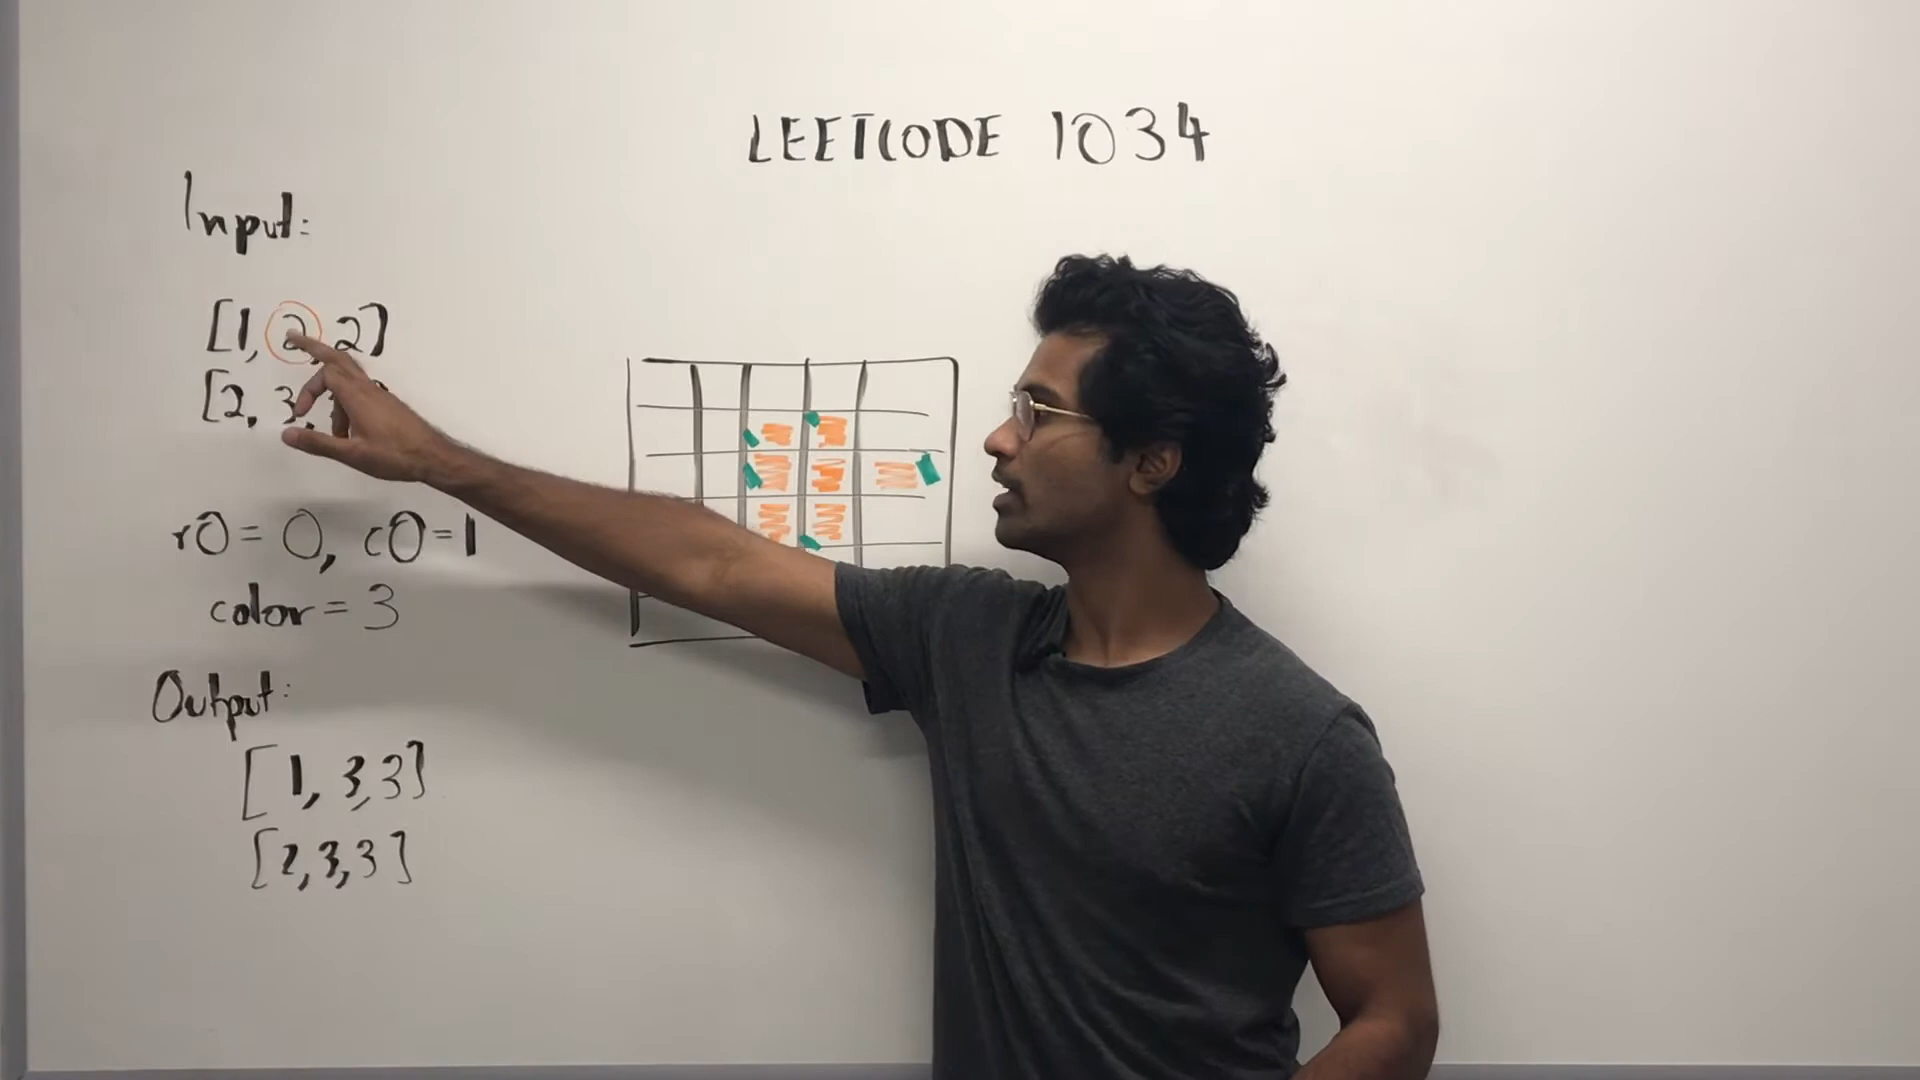 LEETCODE 1034
Input:
[1, 2, 2]
[2, 3,
r0 = 0, c0 = 1
color = 3
Output:
[1, 3, 3]
[2, 3, 3]